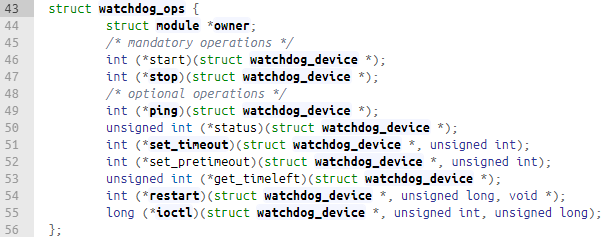 43 struct watchdog_ops {
44 struct module *owner;
45 /* mandatory operations */
46 int (*start)(struct watchdog_device *);
47 int (*stop)(struct watchdog_device *);
48 /* optional operations */
49 int (*ping)(struct watchdog_device *);
50 unsigned int (*status)(struct watchdog_device *);
51 int (*set_timeout)(struct watchdog_device *, unsigned int);
52 int (*set_pretimeout)(struct watchdog_device *, unsigned int);
53 unsigned int (*get_timeleft)(struct watchdog_device *);
54 int (*restart)(struct watchdog_device *, unsigned long, void *);
55 long (*ioctl)(struct watchdog_device *, unsigned int, unsigned long);
56 };